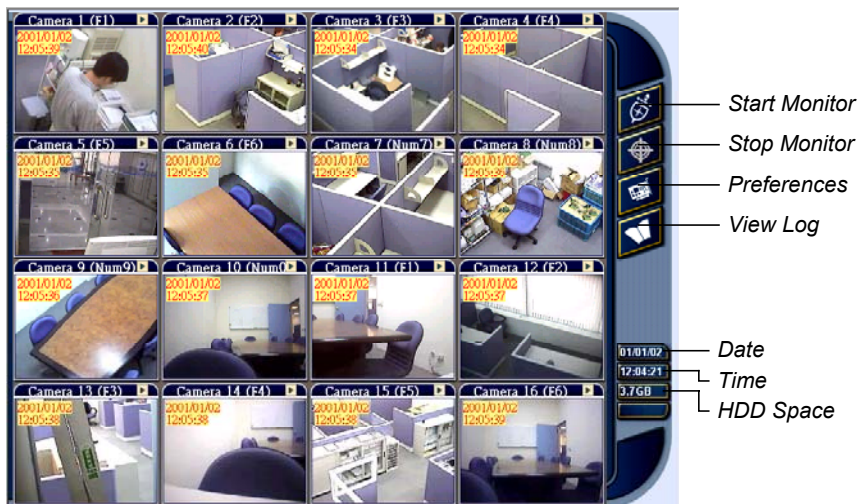 Camera 1 (F1)
Camera 2 (F2)
Camera 3 (F3)
Camera 4 (F4)
2001/01/02
12:05:39
2001/01/02
12:05:40
2001/01/02
12:05:34
2001/01/02
12:05:34
Start Monitor
Stop Monitor
Preferences
View Log
Camera 5 (F5)
Camera 6 (F6)
Camera 7 (Num7)
Camera 8 (Num8)
2001/01/02
12:05:35
2001/01/02
12:05:35
2001/01/02
12:05:35
2001/01/02
12:05:36
Camera 9 (Num9)
Camera 10 (Num0
Camera 11 (F1)
Camera 12 (F2)
2001/01/02
12:05:36
2001/01/02
12:05:37
2001/01/02
12:05:37
2001/01/02
12:05:37
01/01/02
Date
12:04:21
Time
3.7GB
HDD Space
Camera 13 (F3)
Camera 14 (F4)
Camera 15 (F5)
Camera 16 (F6)
2001/01/02
12:05:38
2001/01/02
12:05:38
2001/01/02
12:05:38
2001/01/02
12:05:39